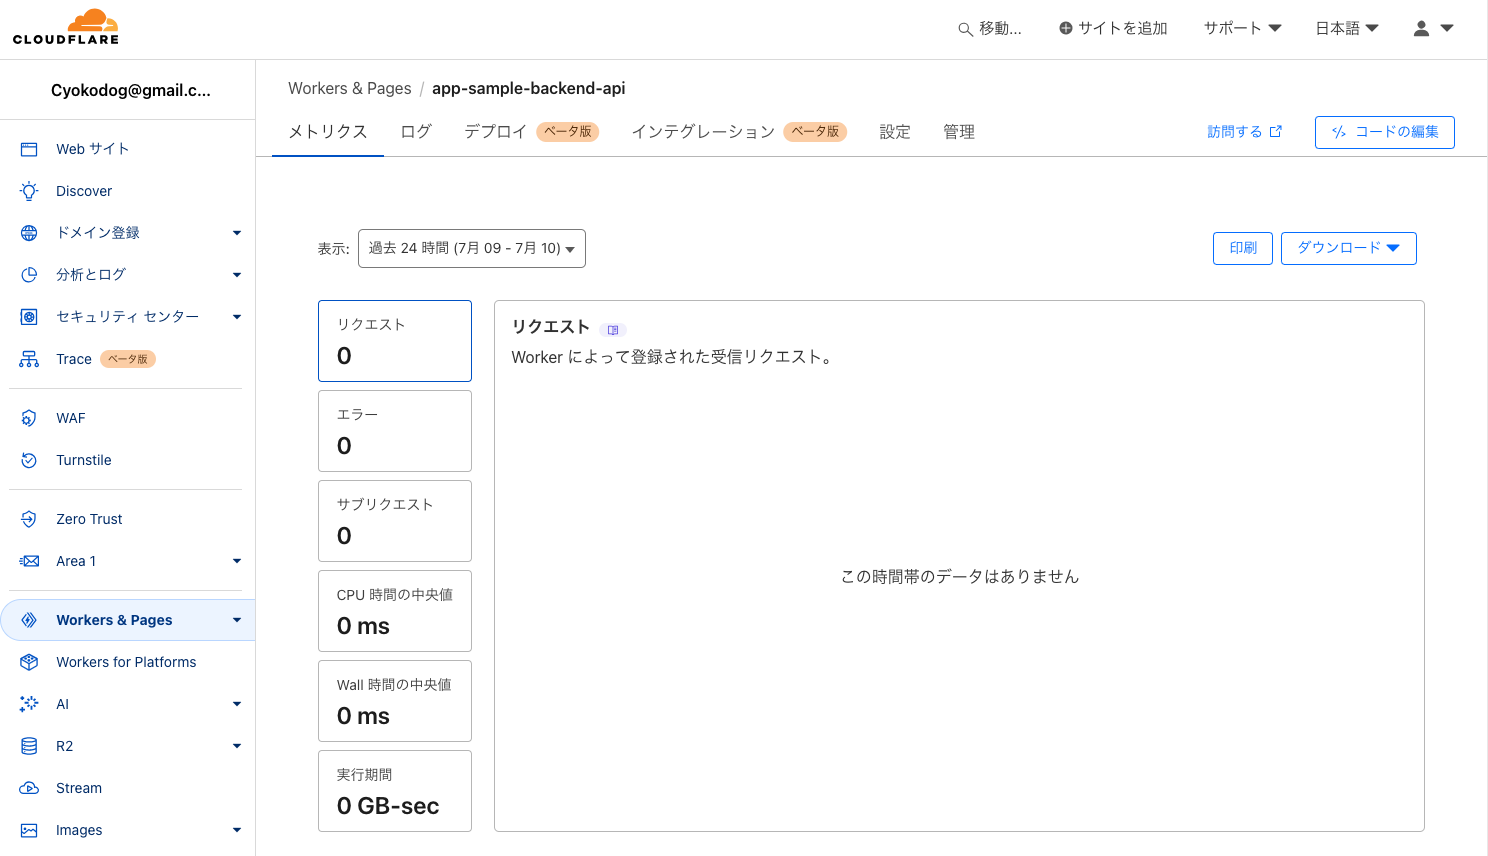 CLOUDFLARE
移動...
サイトを追加
サポート
日本語
Cyokodog@gmail.c...
Web サイト
Discover
ドメイン登録
分析とログ
セキュリティ センター
Trace ベータ版
WAF
Turnstile
Zero Trust
Area 1
Workers & Pages
Workers for Platforms
AI
R2
Stream
Images
Workers & Pages / app-sample-backend-api
メトリクス ログ デプロイ ベータ版 インテグレーション ベータ版 設定 管理
訪問する
コードの編集
表示: 過去 24 時間 (7月 09 - 7月 10)
印刷
ダウンロード
リクエスト
0
エラー
0
サブリクエスト
0
CPU 時間の中央値
0 ms
Wall 時間の中央値
0 ms
実行期間
0 GB-sec
リクエスト
Worker によって登録された受信リクエスト。
この時間帯のデータはありません